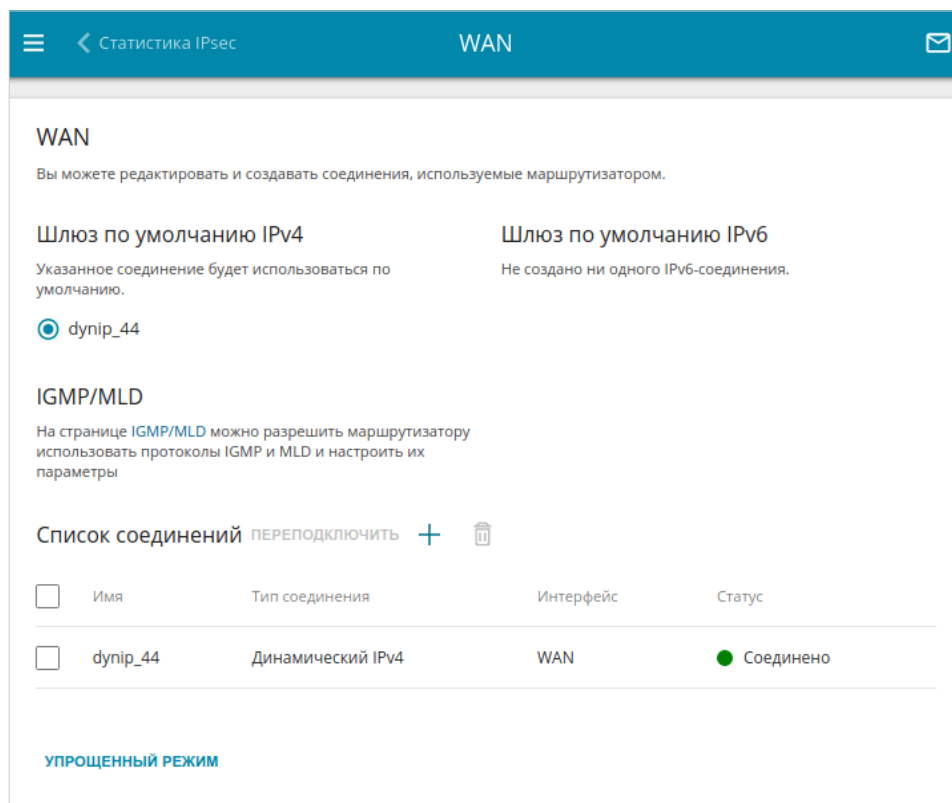 Статистика IPsec
WAN
WAN
Вы можете редактировать и создавать соединения, используемые маршрутизатором.
Шлюз по умолчанию IPv4
Указанное соединение будет использоваться по
умолчанию.
dynip_44
Шлюз по умолчанию IPv6
Не создано ни одного IPv6-соединения.
IGMP/MLD
На странице IGMP/MLD можно разрешить маршрутизатору
использовать протоколы IGMP и MLD и настроить их
параметры
Список соединений ПЕРЕПОДКЛЮЧИТЬ
Имя Тип соединения Интерфейс Статус
dynip_44 Динамический IPv4 WAN Соединено
УПРОЩЕННЫЙ РЕЖИМ